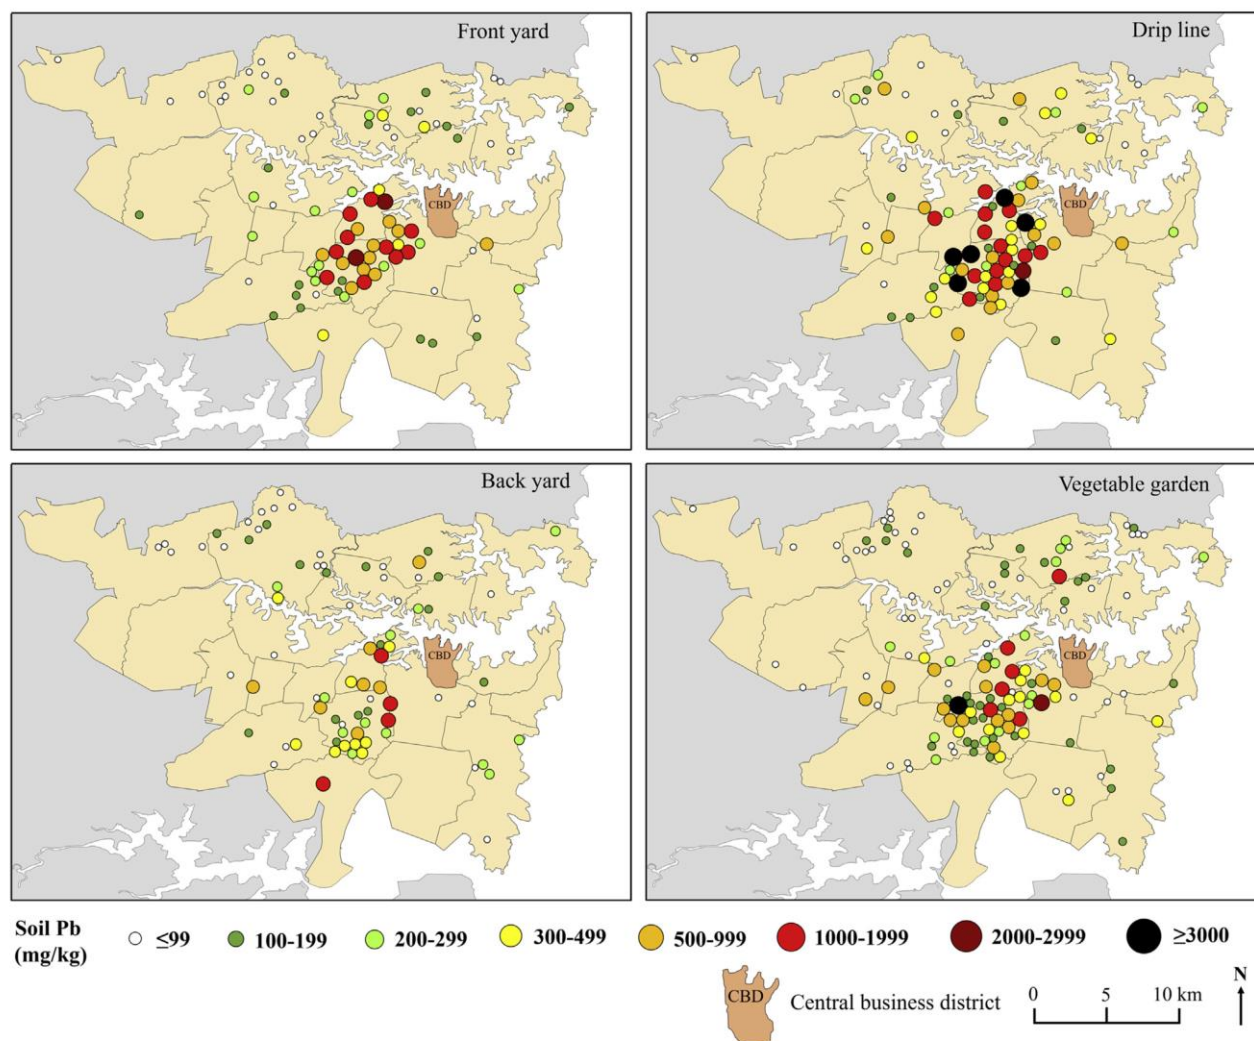 Front yard
Drip line
CBD
CBD
Back yard
Vegetable garden
CBD
CBD
Soil Pb
(mg/kg)
≤99
100-199
200-299
300-499
500-999
1000-1999
2000-2999
≥3000
CBD
Central business district
0 5 10 km
N